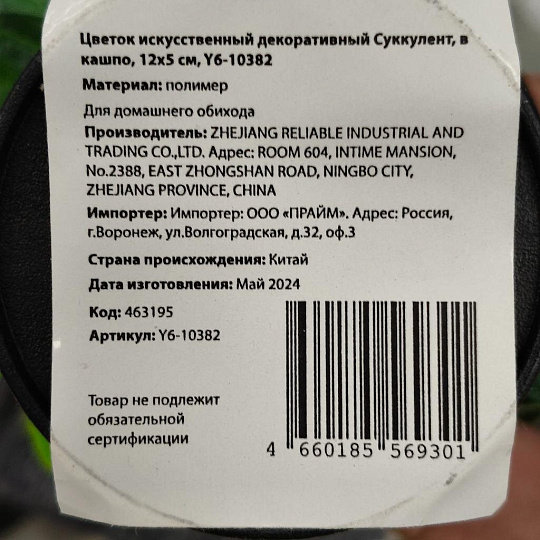 Цветок искусственный декоративный Суккулент, в
кашпо, 12х5 см, Y6-10382
Материал: полимер
Для домашнего обихода
Производитель: ZHEJIANG RELIABLE INDUSTRIAL AND
TRADING CO.,LTD. Адрес: ROOM 604, INTIME MANSION,
No.2388, EAST ZHONGSHAN ROAD, NINGBO CITY,
ZHEJIANG PROVINCE, CHINA
Импортер: Импортер: ООО «ПРАЙМ». Адрес: Россия,
г.Воронеж, ул.Волгоградская, д.32, оф.3
Страна происхождения: Китай
Дата изготовления: Май 2024
Код: 463195
Артикул: Y6-10382
Товар не подлежит
обязательной
сертификации
4 660185 569301